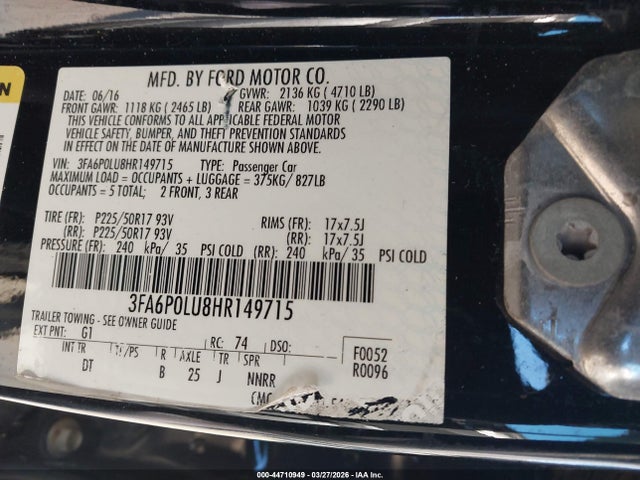 MFD. BY FORD MOTOR CO.
DATE: 06/16 GVWR: 2136 KG ( 4710 LB)
FRONT GAWR: 1118 KG ( 2465 LB) REAR GAWR: 1039 KG ( 2290 LB)
THIS VEHICLE CONFORMS TO ALL APPLICABLE FEDERAL MOTOR
VEHICLE SAFETY, BUMPER, AND THEFT PREVENTION STANDARDS
IN EFFECT ON THE DATE OF MANUFACTURE SHOWN ABOVE.
VIN: 3FA6P0LU8HR149715 TYPE: Passenger Car
MAXIMUM LOAD = OCCUPANTS + LUGGAGE = 375KG/ 827LB
OCCUPANTS = 5 TOTAL; 2 FRONT, 3 REAR
TIRE (FR): P225/50R17 93V RIMS (FR): 17x7.5J
(RR): P225/50R17 93V (RR): 17x7.5J
PRESSURE (FR): 240 kPa/ 35 PSI COLD (RR): 240 kPa/ 35 PSI COLD
3FA6P0LU8HR149715
TRAILER TOWING - SEE OWNER GUIDE
EXT PNT: G1 RC: 74 DSO: F0052
INT TR TP/PS R AXLE TR SPR R0096
DT B 25 J NNRR
000-44710949 - 03/27/2026 - © IAA, Inc.